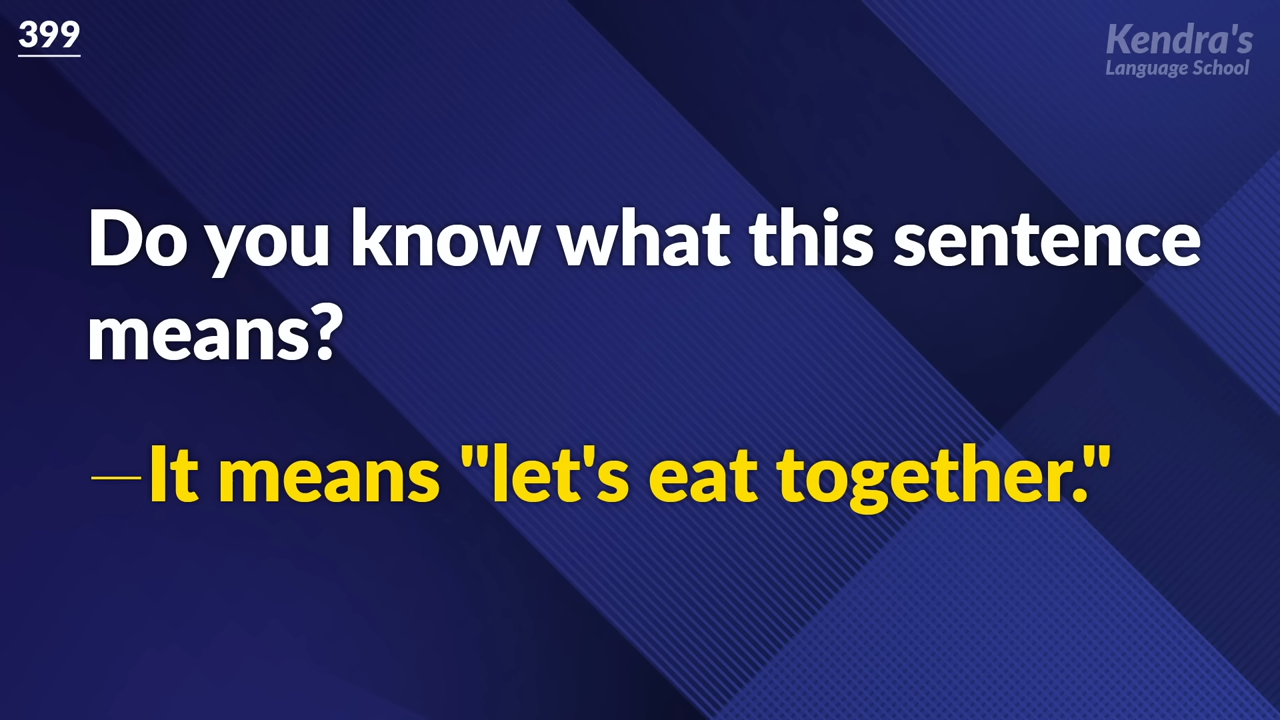 399
Kendra's
Language School
Do you know what this sentence
means?
—It means "let's eat together."